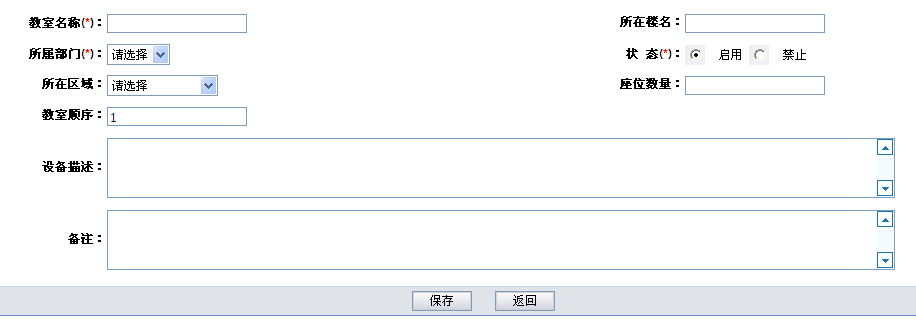 教室名称(*)： 所在楼名：
所属部门(*)： 请选择 状 态(*)： 启用 禁止
所在区域： 请选择 座位数量：
教室顺序： 1
设备描述：
备注：
保存 返回